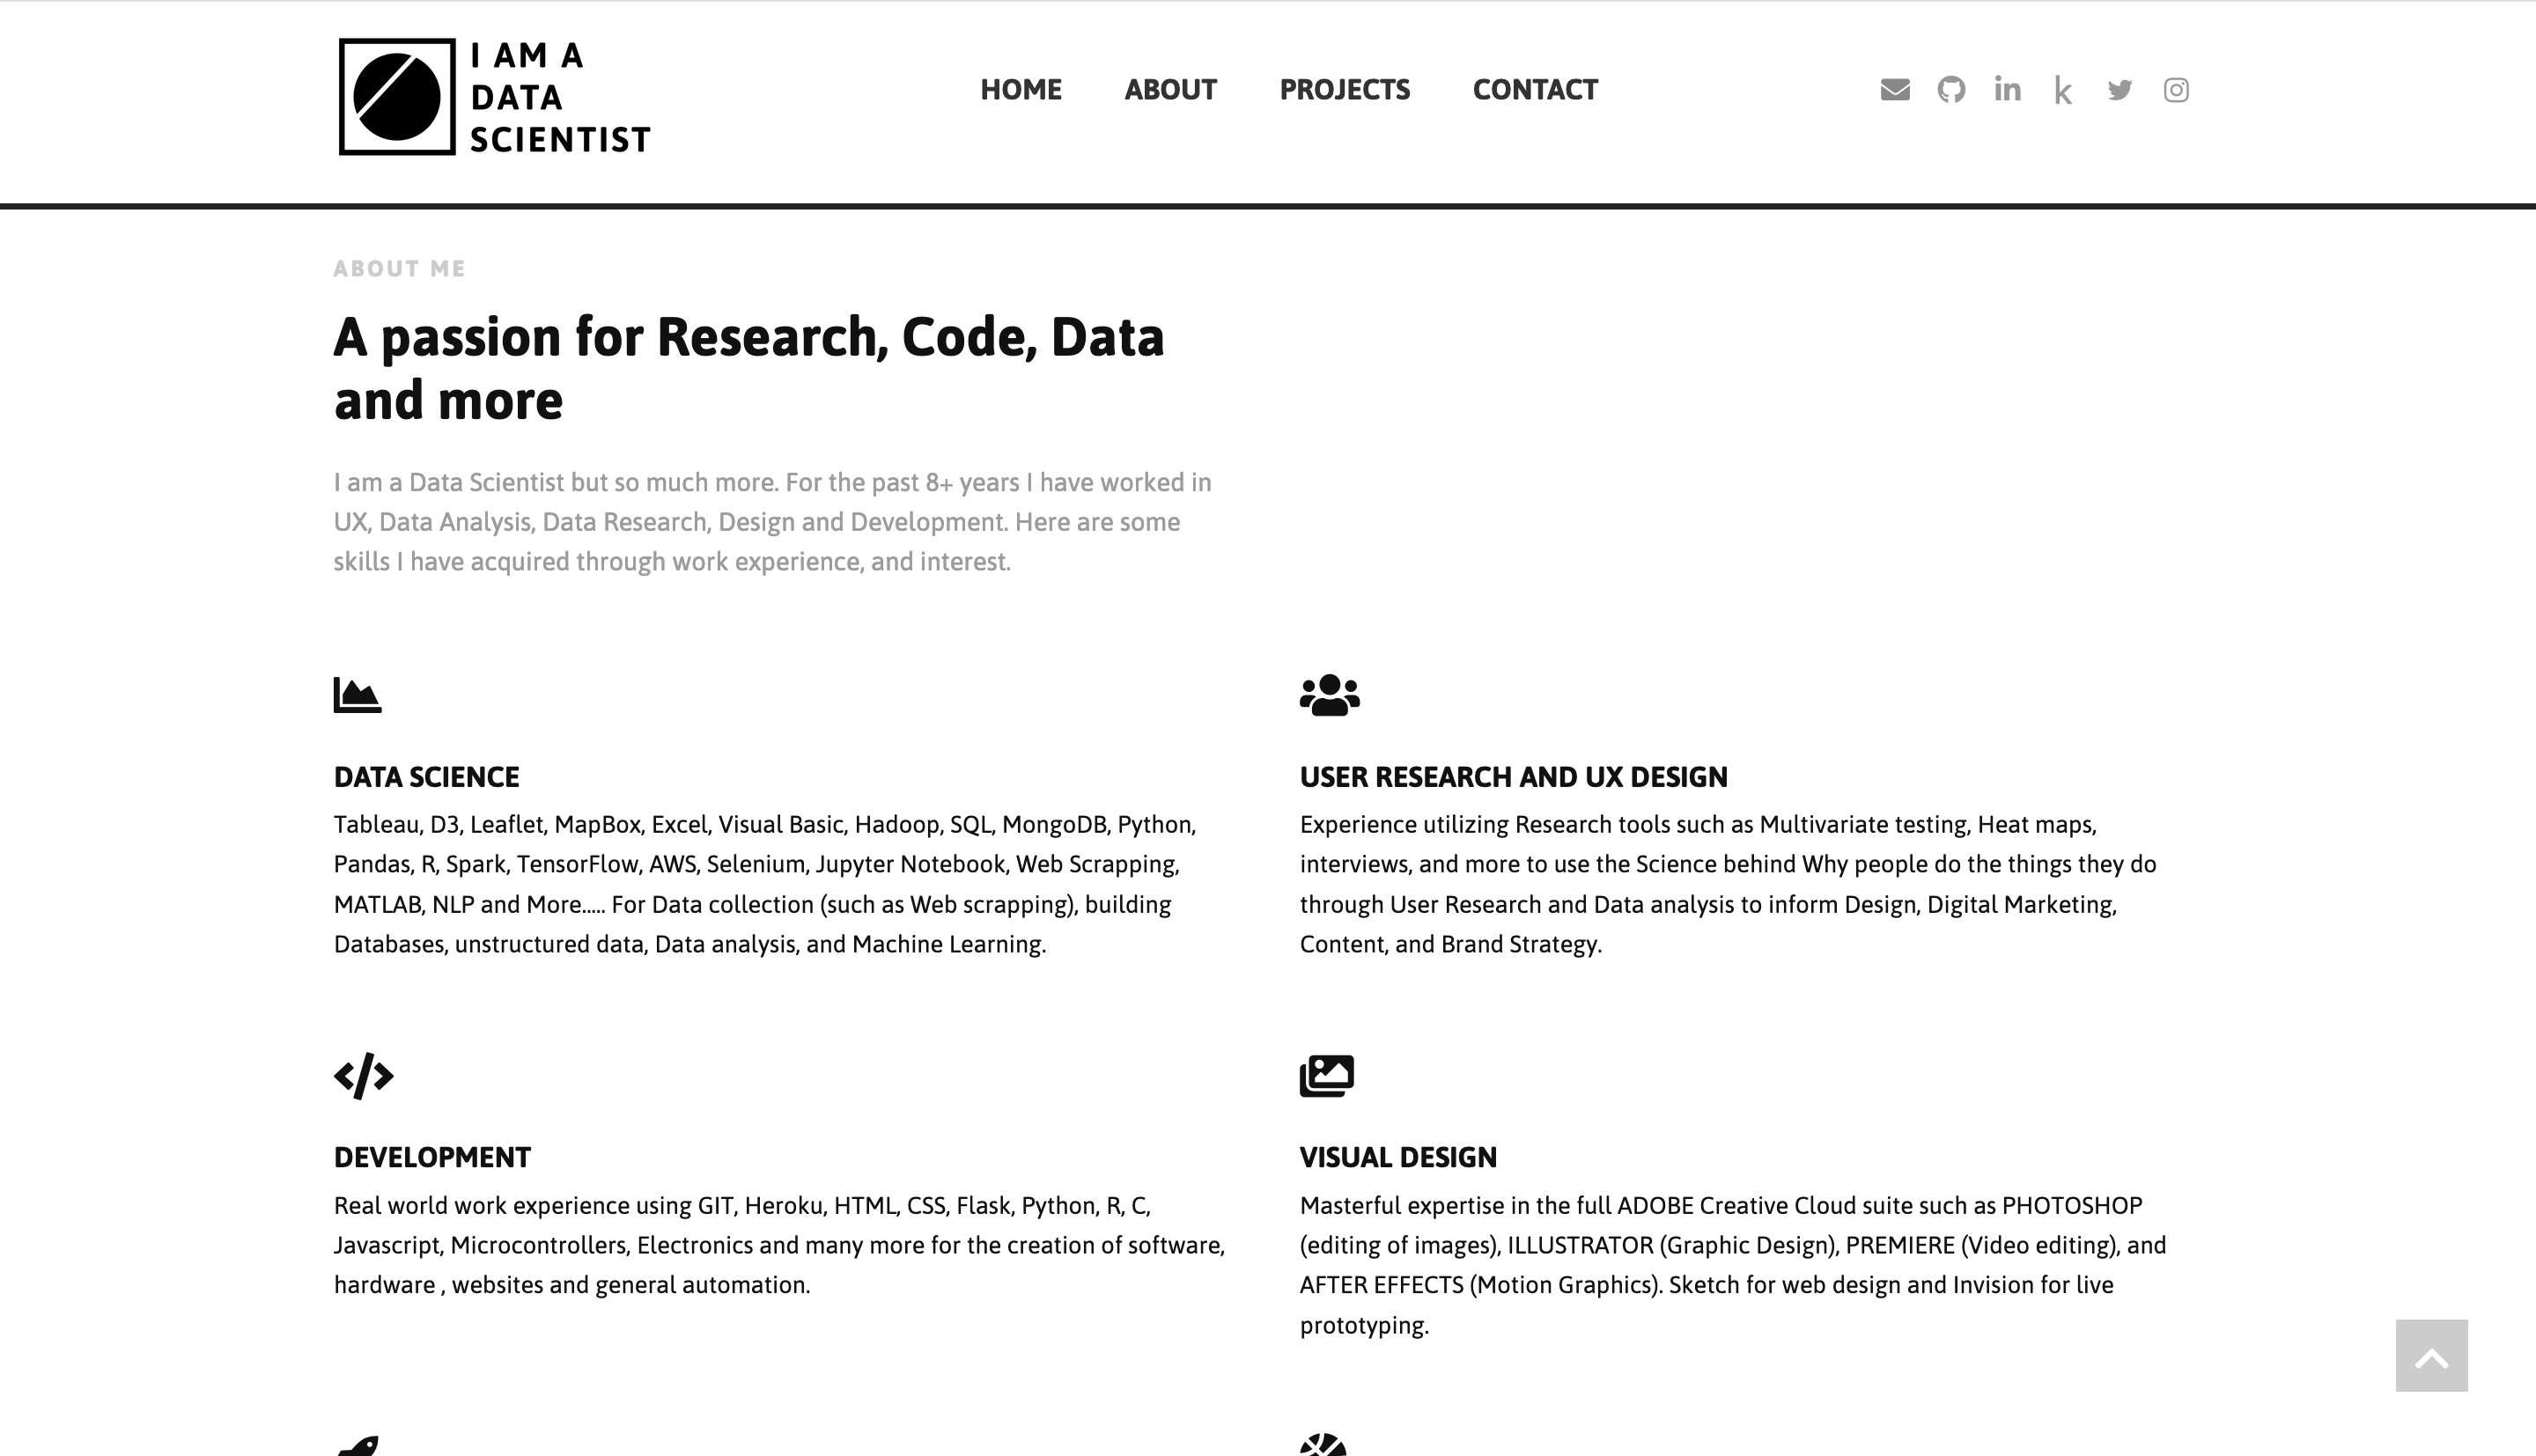 I AM A
DATA
SCIENTIST
HOME ABOUT PROJECTS CONTACT
ABOUT ME
A passion for Research, Code, Data
and more
I am a Data Scientist but so much more. For the past 8+ years I have worked in
UX, Data Analysis, Data Research, Design and Development. Here are some
skills I have acquired through work experience, and interest.
DATA SCIENCE
Tableau, D3, Leaflet, MapBox, Excel, Visual Basic, Hadoop, SQL, MongoDB, Python,
Pandas, R, Spark, TensorFlow, AWS, Selenium, Jupyter Notebook, Web Scrapping,
MATLAB, NLP and More..... For Data collection (such as Web scrapping), building
Databases, unstructured data, Data analysis, and Machine Learning.
USER RESEARCH AND UX DESIGN
Experience utilizing Research tools such as Multivariate testing, Heat maps,
interviews, and more to use the Science behind Why people do the things they do
through User Research and Data analysis to inform Design, Digital Marketing,
Content, and Brand Strategy.
DEVELOPMENT
Real world work experience using GIT, Heroku, HTML, CSS, Flask, Python, R, C,
Javascript, Microcontrollers, Electronics and many more for the creation of software,
hardware , websites and general automation.
VISUAL DESIGN
Masterful expertise in the full ADOBE Creative Cloud suite such as PHOTOSHOP
(editing of images), ILLUSTRATOR (Graphic Design), PREMIERE (Video editing), and
AFTER EFFECTS (Motion Graphics). Sketch for web design and Invision for live
prototyping.